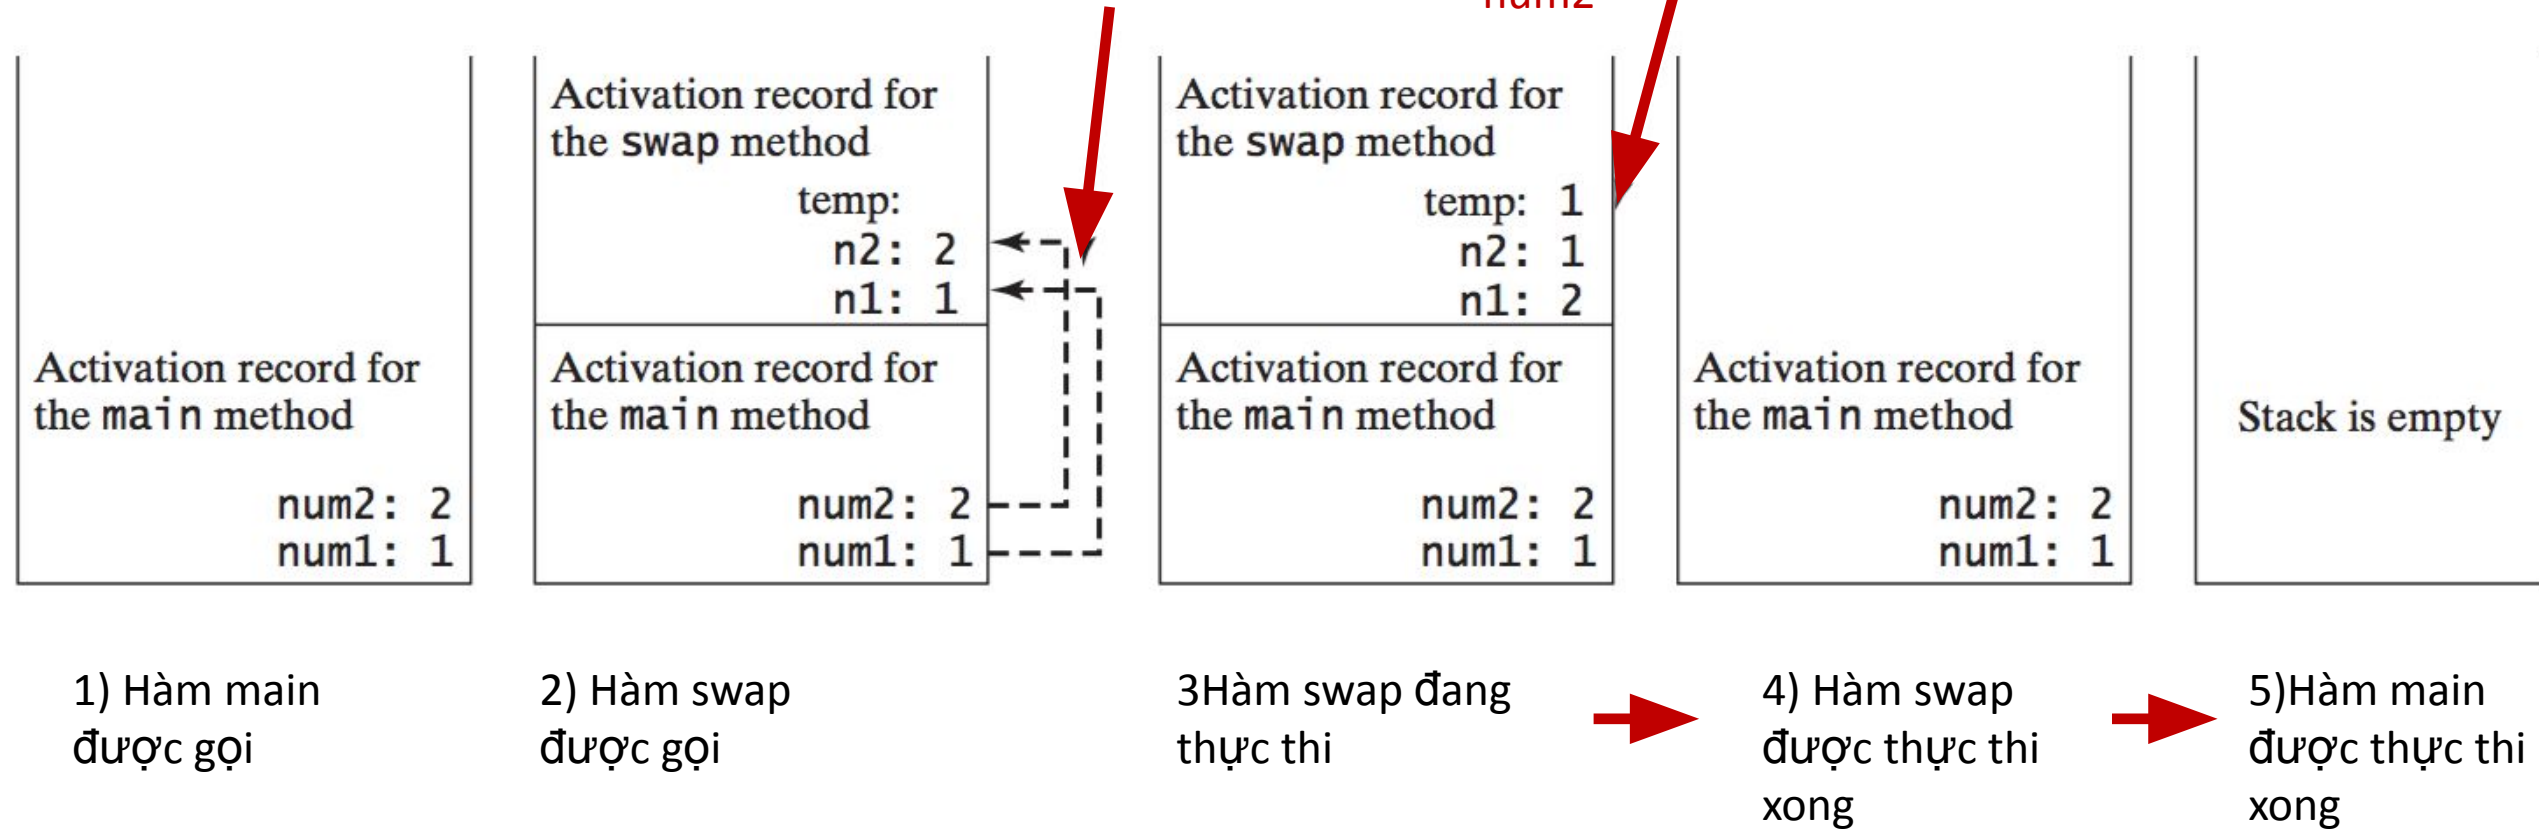 num2
Activation record for
the main method
num2: 2
num1: 1
Activation record for
the swap method
temp:
n2: 2
n1: 1
Activation record for
the main method
num2: 2
num1: 1
Activation record for
the swap method
temp: 1
n2: 1
n1: 2
Activation record for
the main method
num2: 2
num1: 1
Activation record for
the main method
num2: 2
num1: 1
Stack is empty
1) Hàm main
được gọi
2) Hàm swap
được gọi
3Hàm swap đang
thực thi
4) Hàm swap
được thực thi
xong
5)Hàm main
được thực thi
xong